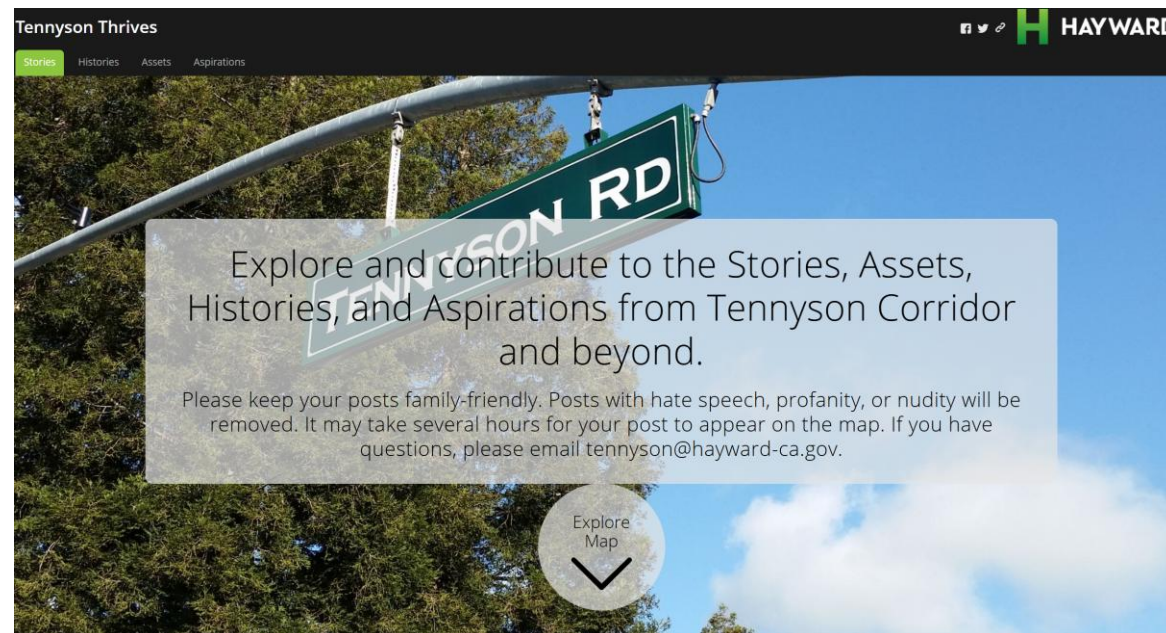 Tennyson Thrives
HAYWARD
Stories Histories Assets Aspirations
TENNYSON RD
Explore and contribute to the Stories, Assets,
Histories, and Aspirations from Tennyson Corridor
and beyond.
Please keep your posts family-friendly. Posts with hate speech, profanity, or nudity will be
removed. It may take several hours for your post to appear on the map. If you have
questions, please email tennyson@hayward-ca.gov.
Explore
Map